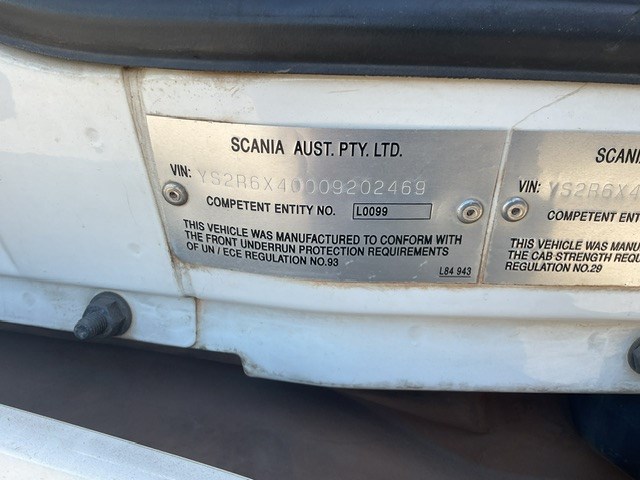 SCANIA AUST. PTY. LTD.
VIN: YS2R6X40009202469
COMPETENT ENTITY NO. L0099
THIS VEHICLE WAS MANUFACTURED TO CONFORM WITH
THE FRONT UNDERRUN PROTECTION REQUIREMENTS
OF UN / ECE REGULATION NO.93
L84 943
SCANI
VIN: YS2R6X4
COMPETENT ENT
THIS VEHICLE WAS MANU
THE CAB STRENGTH REQU
REGULATION NO.29